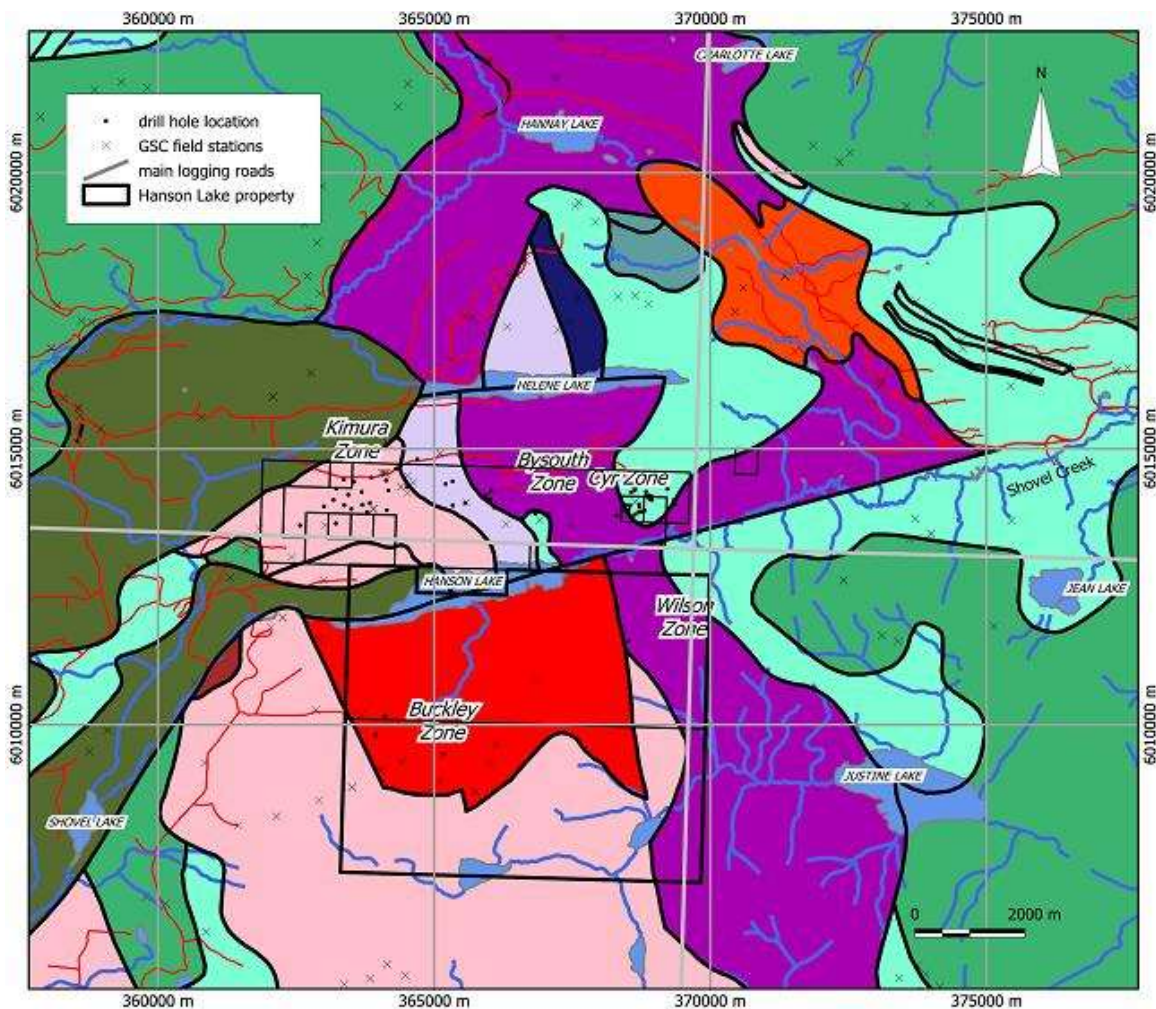 360000 m
365000 m
370000 m
375000 m
CHARLOTTE LAKE
N
drill hole location
GSC field stations
main logging roads
Hanson Lake property
HANNAY LAKE
6020000 m
6020000 m
HELENE LAKE
Kimura
Zone
6015000 m
6015000 m
Bysouth
Zone
Cyr Zone
Shovel Creek
HANSON LAKE
JEAN LAKE
Wilson
Zone
Buckley
Zone
6010000 m
6010000 m
JUSTINE LAKE
SHOVEL LAKE
0
2000 m
360000 m
365000 m
370000 m
375000 m